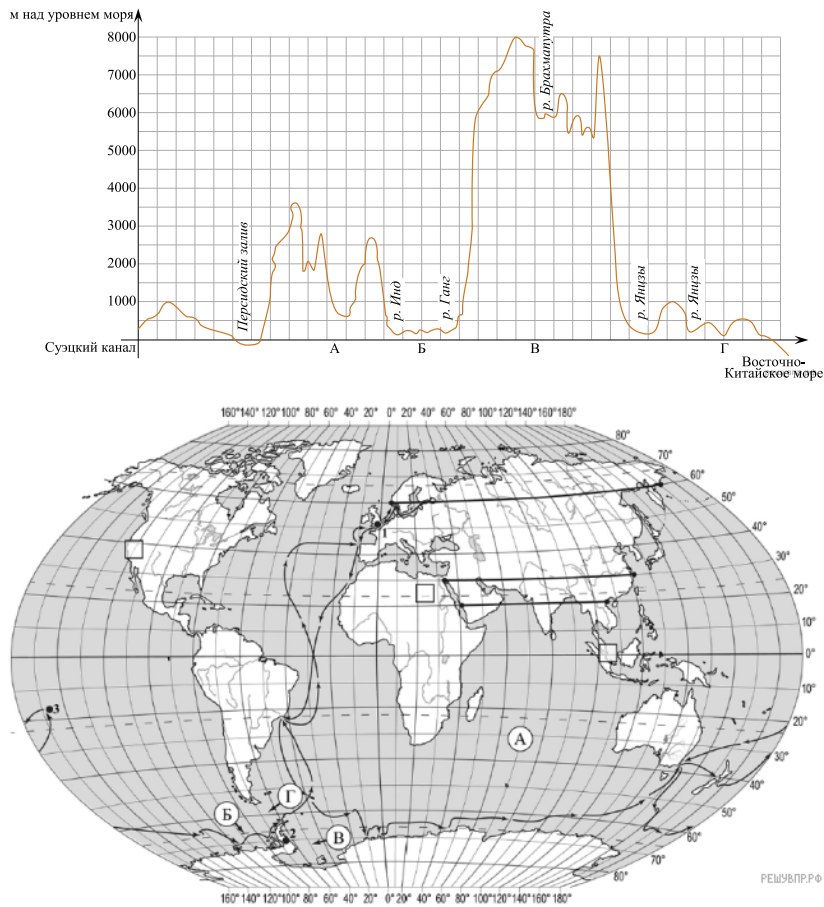 м над уровнем моря
8000
7000
6000
5000
4000
3000
2000
1000
Персидский залив
р. Инд
р. Ганг
р. Брахмапутра
р. Янцзы
р. Янцзы
Суэцкий канал
А
Б
В
Г
Восточно-
Китайское море
160° 140° 120° 100° 80° 60° 40° 20° 0° 20° 40° 60° 80° 100° 120° 140° 160° 180°
80°
70°
60°
50°
40°
30°
20°
10°
0°
10°
20°
30°
40°
50°
60°
70°
80°
1
3
2
А
Б
Г
В
160° 140° 120° 100° 80° 60° 40° 20° 0° 20° 40° 60° 80° 100° 120° 140° 160° 180°
РЕШУВПР.РФ